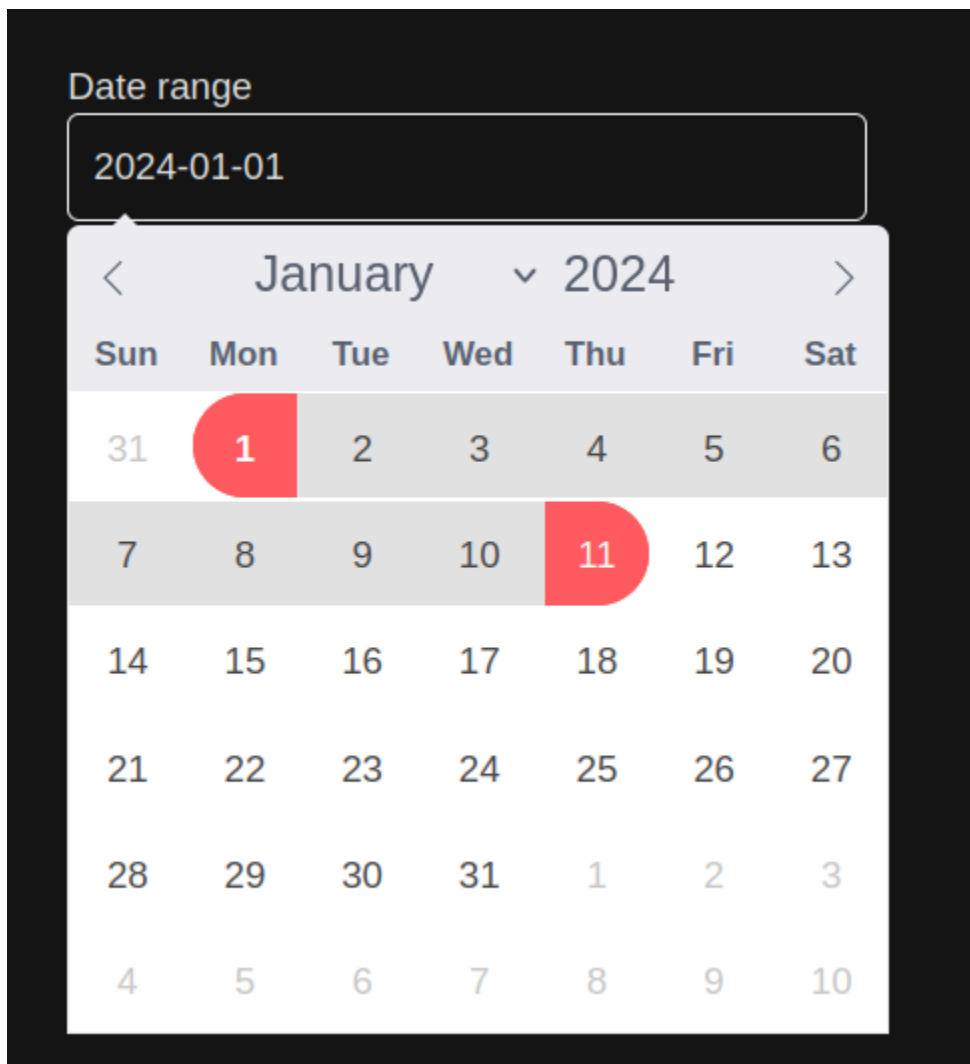 Date range
2024-01-01
January 2024
Sun Mon Tue Wed Thu Fri Sat
31 1 2 3 4 5 6
7 8 9 10 11 12 13
14 15 16 17 18 19 20
21 22 23 24 25 26 27
28 29 30 31 1 2 3
4 5 6 7 8 9 10